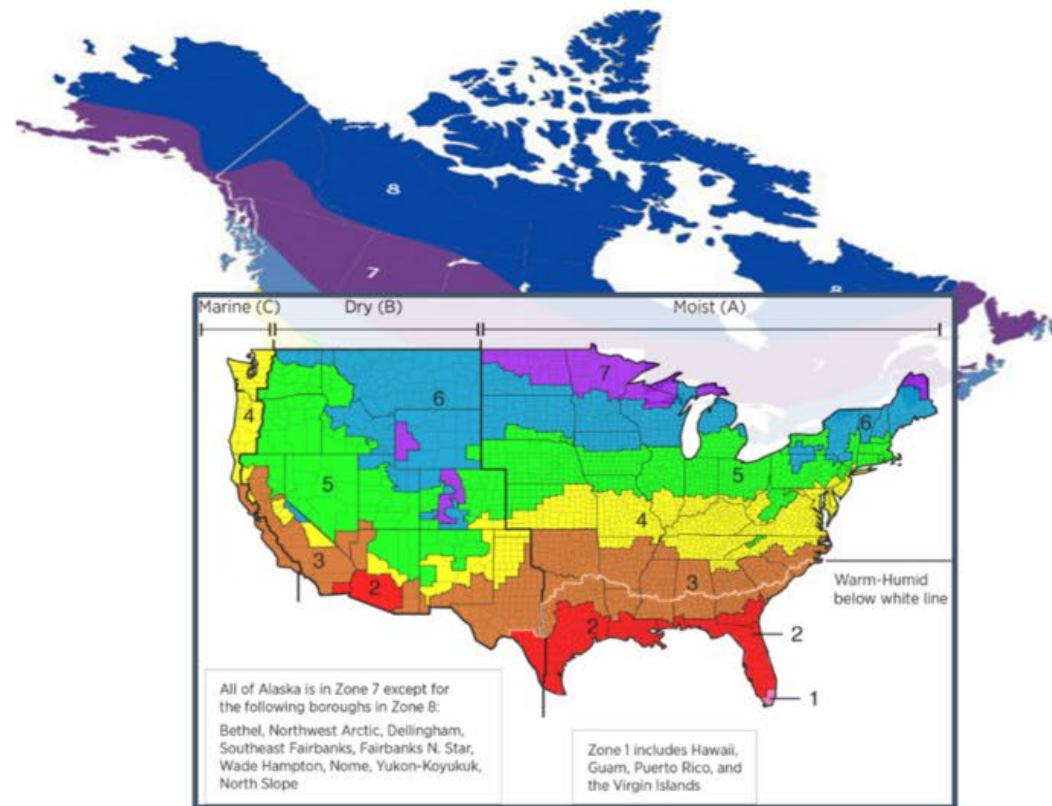 8
7
8
7
Marine (C) Dry (B) Moist (A)
7
6
6
4
5
5
4
3
3
2
2
Warm-Humid
below white line
2
1
All of Alaska is in Zone 7 except for
the following boroughs in Zone 8:
Bethel, Northwest Arctic, Dellingham,
Southeast Fairbanks, Fairbanks N. Star,
Wade Hampton, Nome, Yukon-Koyukuk,
North Slope
Zone 1 includes Hawaii,
Guam, Puerto Rico, and
the Virgin Islands